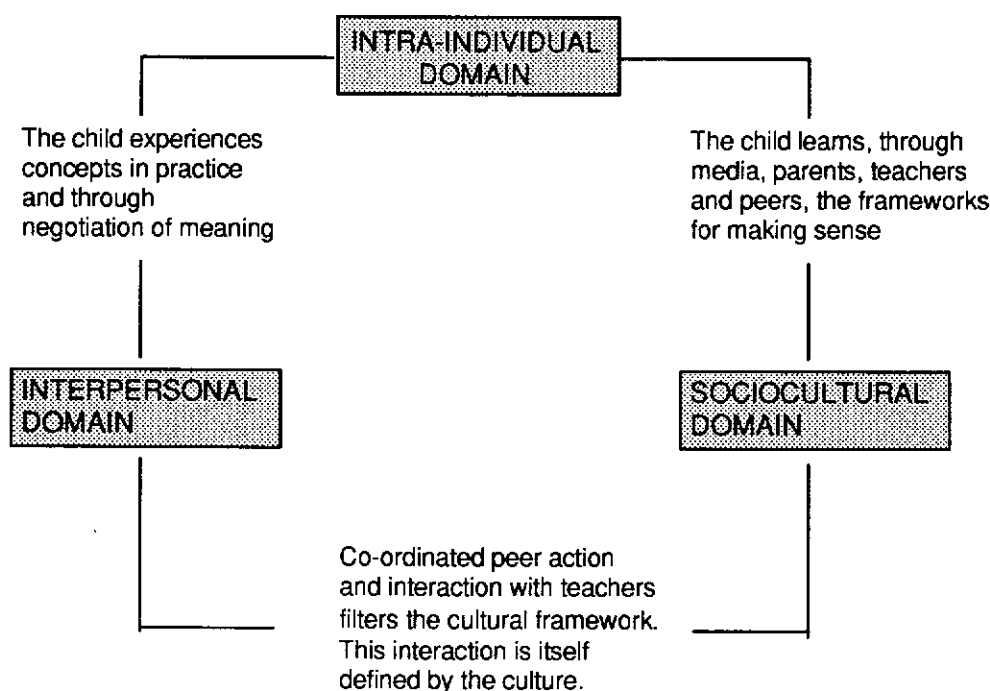 INTRA-INDIVIDUAL
DOMAIN
The child experiences
concepts in practice
and through
negotiation of meaning
The child learns, through
media, parents, teachers
and peers, the frameworks
for making sense
INTERPERSONAL
DOMAIN
SOCIOCULTURAL
DOMAIN
Co-ordinated peer action
and interaction with teachers
filters the cultural framework.
This interaction is itself
defined by the culture.